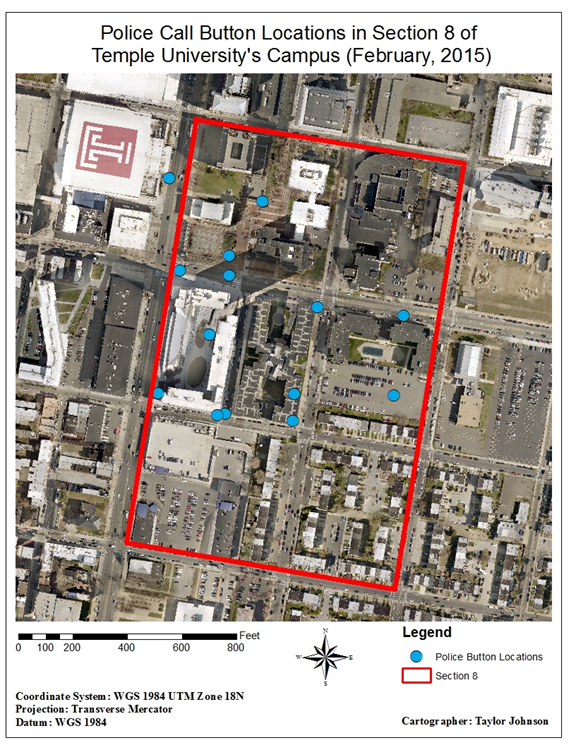 Police Call Button Locations in Section 8 of
Temple University's Campus (February, 2015)
T
Feet
0 100 200 400 600 800
N
W E
S
Legend
Police Button Locations
Section 8
Coordinate System: WGS 1984 UTM Zone 18N
Projection: Transverse Mercator
Datum: WGS 1984
Cartographer: Taylor Johnson